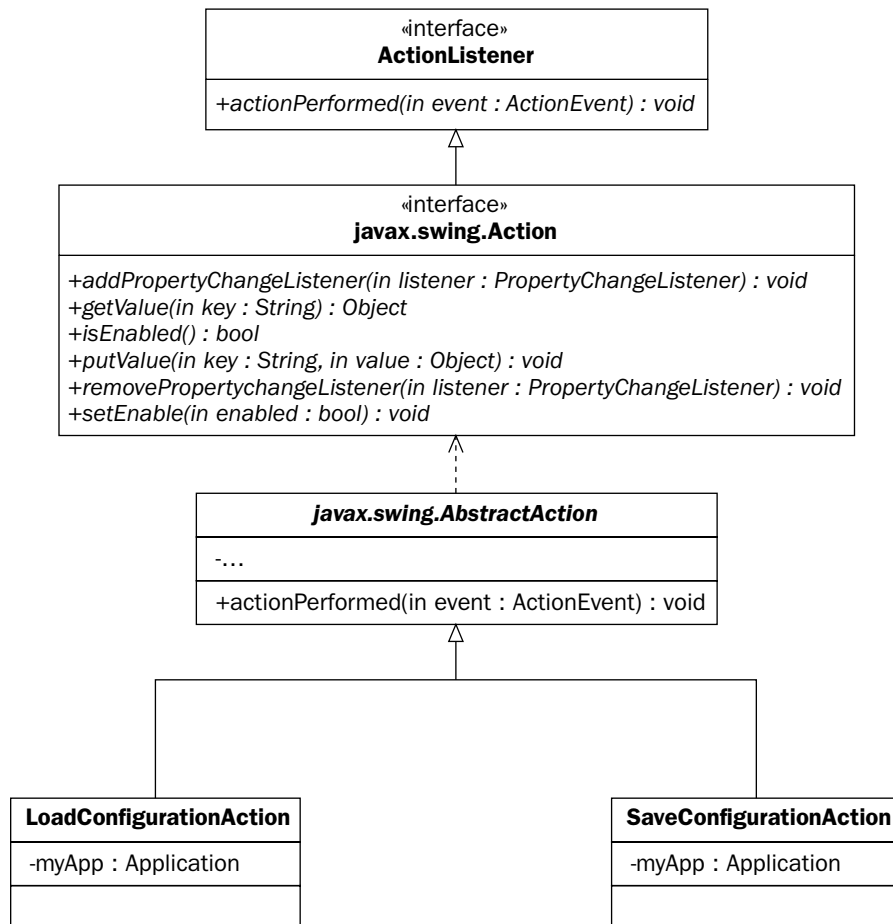 «interface»
ActionListener
+actionPerformed(in event : ActionEvent) : void
«interface»
javax.swing.Action
+addPropertyChangeListener(in listener : PropertyChangeListener) : void
+getValue(in key : String) : Object
+isEnabled() : bool
+putValue(in key : String, in value : Object) : void
+removePropertychangeListener(in listener : PropertyChangeListener) : void
+setEnable(in enabled : bool) : void
javax.swing.AbstractAction
-...
+actionPerformed(in event : ActionEvent) : void
LoadConfigurationAction
-myApp : Application
SaveConfigurationAction
-myApp : Application